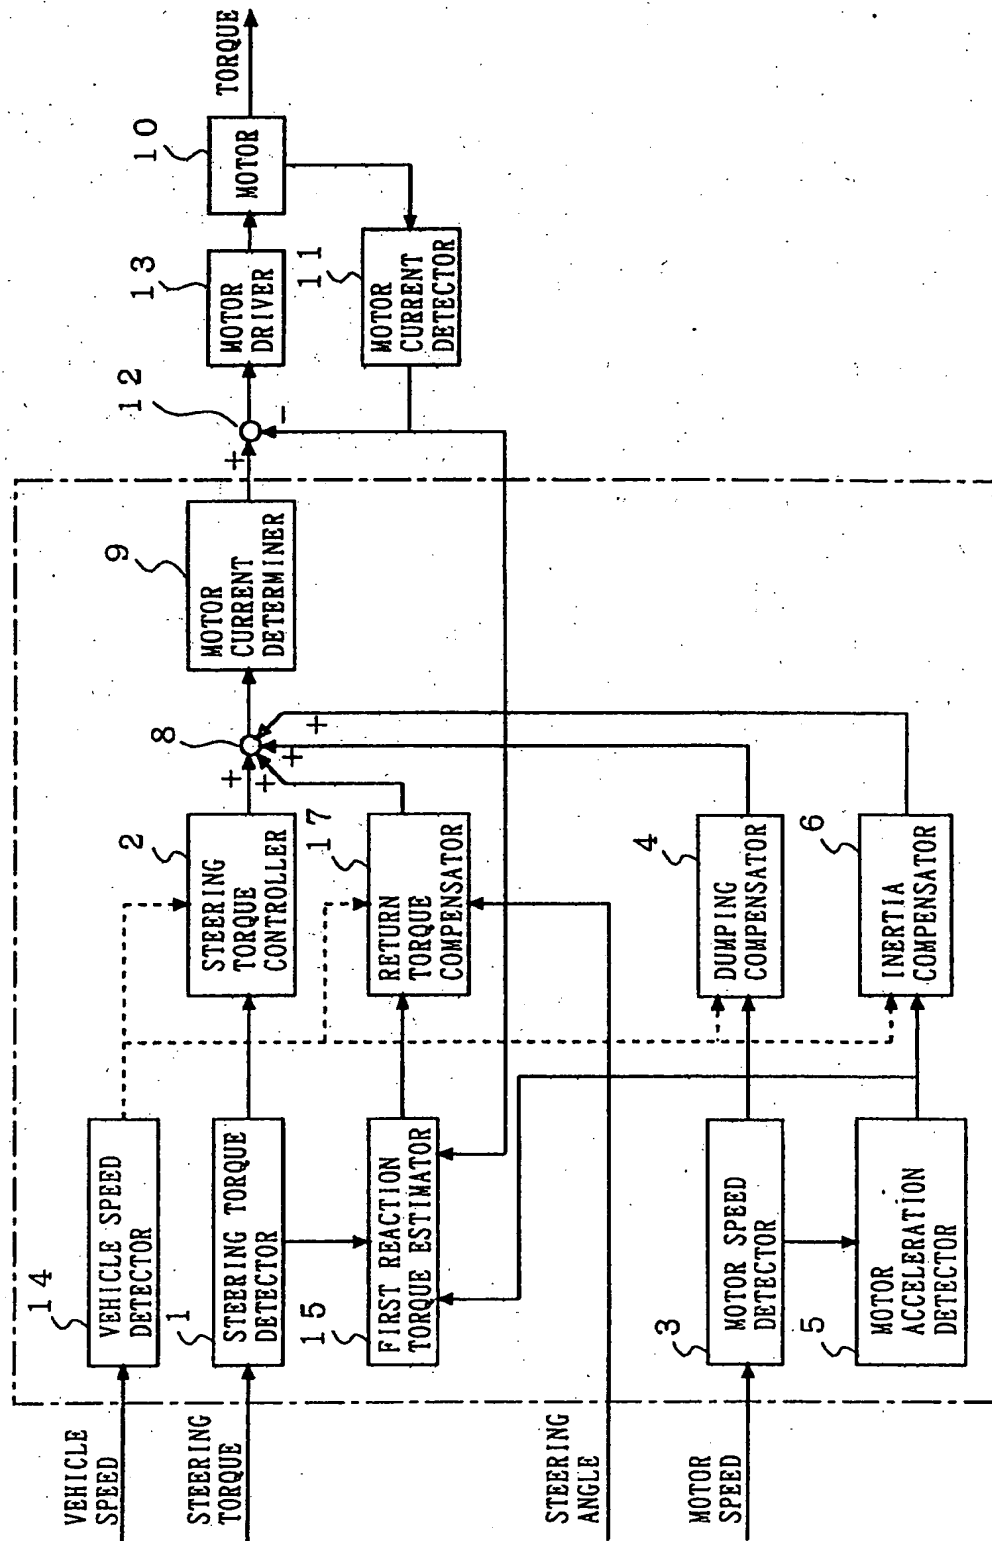 VEHICLE
SPEED
14
VEHICLE SPEED
DETECTOR
STEERING
TORQUE
1
STEERING TORQUE
DETECTOR
15
FIRST REACTION
TORQUE ESTIMATOR
STEERING
ANGLE
MOTOR
SPEED
3
MOTOR SPEED
DETECTOR
5
MOTOR
ACCELERATION
DETECTOR
2
STEERING
TORQUE
CONTROLLER
17
RETURN
TORQUE
COMPENSATOR
4
DUMPING
COMPENSATOR
6
INERTIA
COMPENSATOR
8
+
+
+
+
9
MOTOR
CURRENT
DETERMINER
12
+
-
13
MOTOR
DRIVER
10
MOTOR
11
MOTOR
CURRENT
DETECTOR
TORQUE